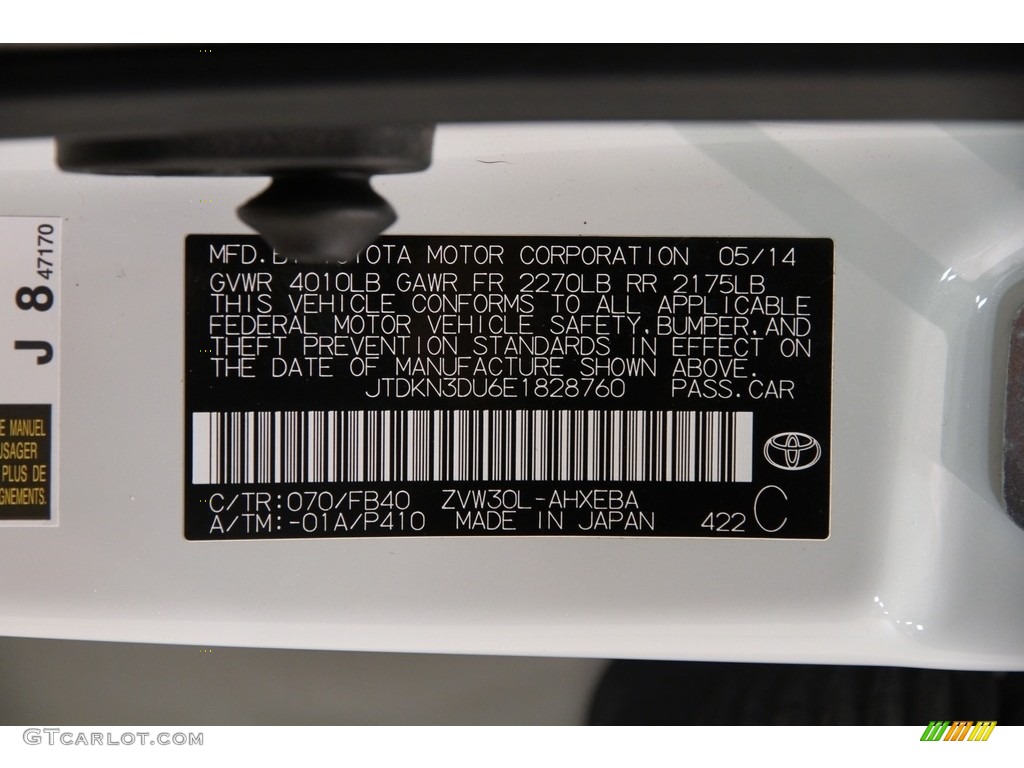 MFD.BY TOYOTA MOTOR CORPORATION 05/14
GVWR 4010LB GAWR FR 2270LB RR 2175LB
THIS VEHICLE CONFORMS TO ALL APPLICABLE
FEDERAL MOTOR VEHICLE SAFETY,BUMPER,AND
THEFT PREVENTION STANDARDS IN EFFECT ON
THE DATE OF MANUFACTURE SHOWN ABOVE.
JTDKN3DU6E1828760 PASS.CAR
C/TR:070/FB40 ZVW30L-AHXEBA
A/TM:-01A/P410 MADE IN JAPAN 422 C
J 8 47170
MANUEL
PLUS DE
GTCarlot.com